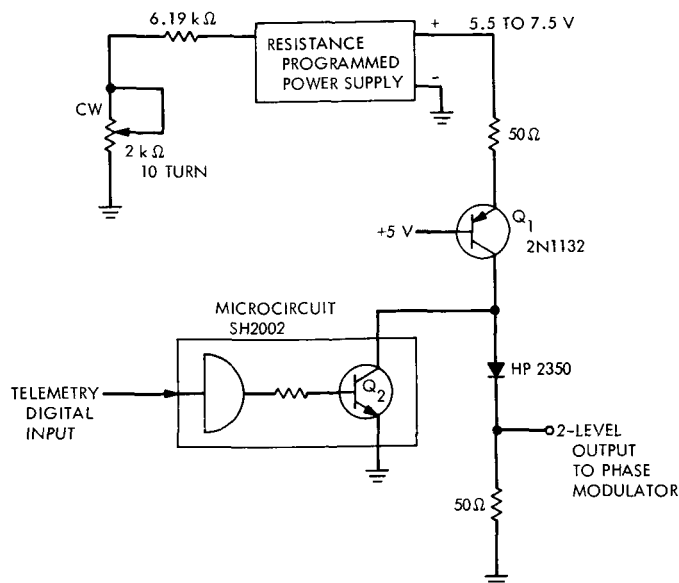 6.19 kΩ
RESISTANCE
PROGRAMMED
POWER SUPPLY
+
5.5 TO 7.5 V
-
CW
2 kΩ
10 TURN
50Ω
+5 V
Q1
2N1132
MICROCIRCUIT
SH2002
HP 2350
TELEMETRY
DIGITAL
INPUT
Q2
2-LEVEL
OUTPUT
TO PHASE
MODULATOR
50Ω